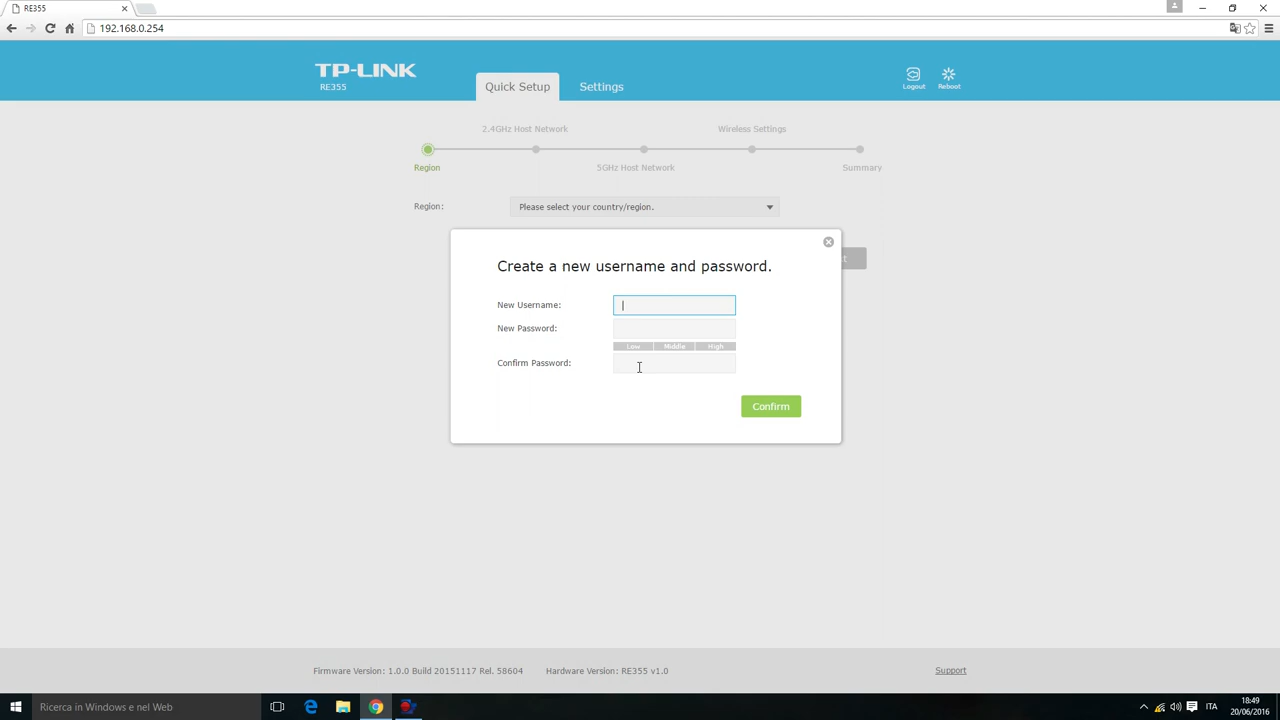 RE355
192.168.0.254
TP-LINK
RE355
Quick Setup
Settings
Logout
Reboot
2.4GHz Host Network
Wireless Settings
Region
5GHz Host Network
Summary
Region:
Please select your country/region.
t
Create a new username and password.
New Username:
New Password:
Low Middle High
Confirm Password:
Confirm
Firmware Version: 1.0.0 Build 20151117 Rel. 58604
Hardware Version: RE355 v1.0
Support
Ricerca in Windows e nel Web
ITA
18:49
20/06/2016